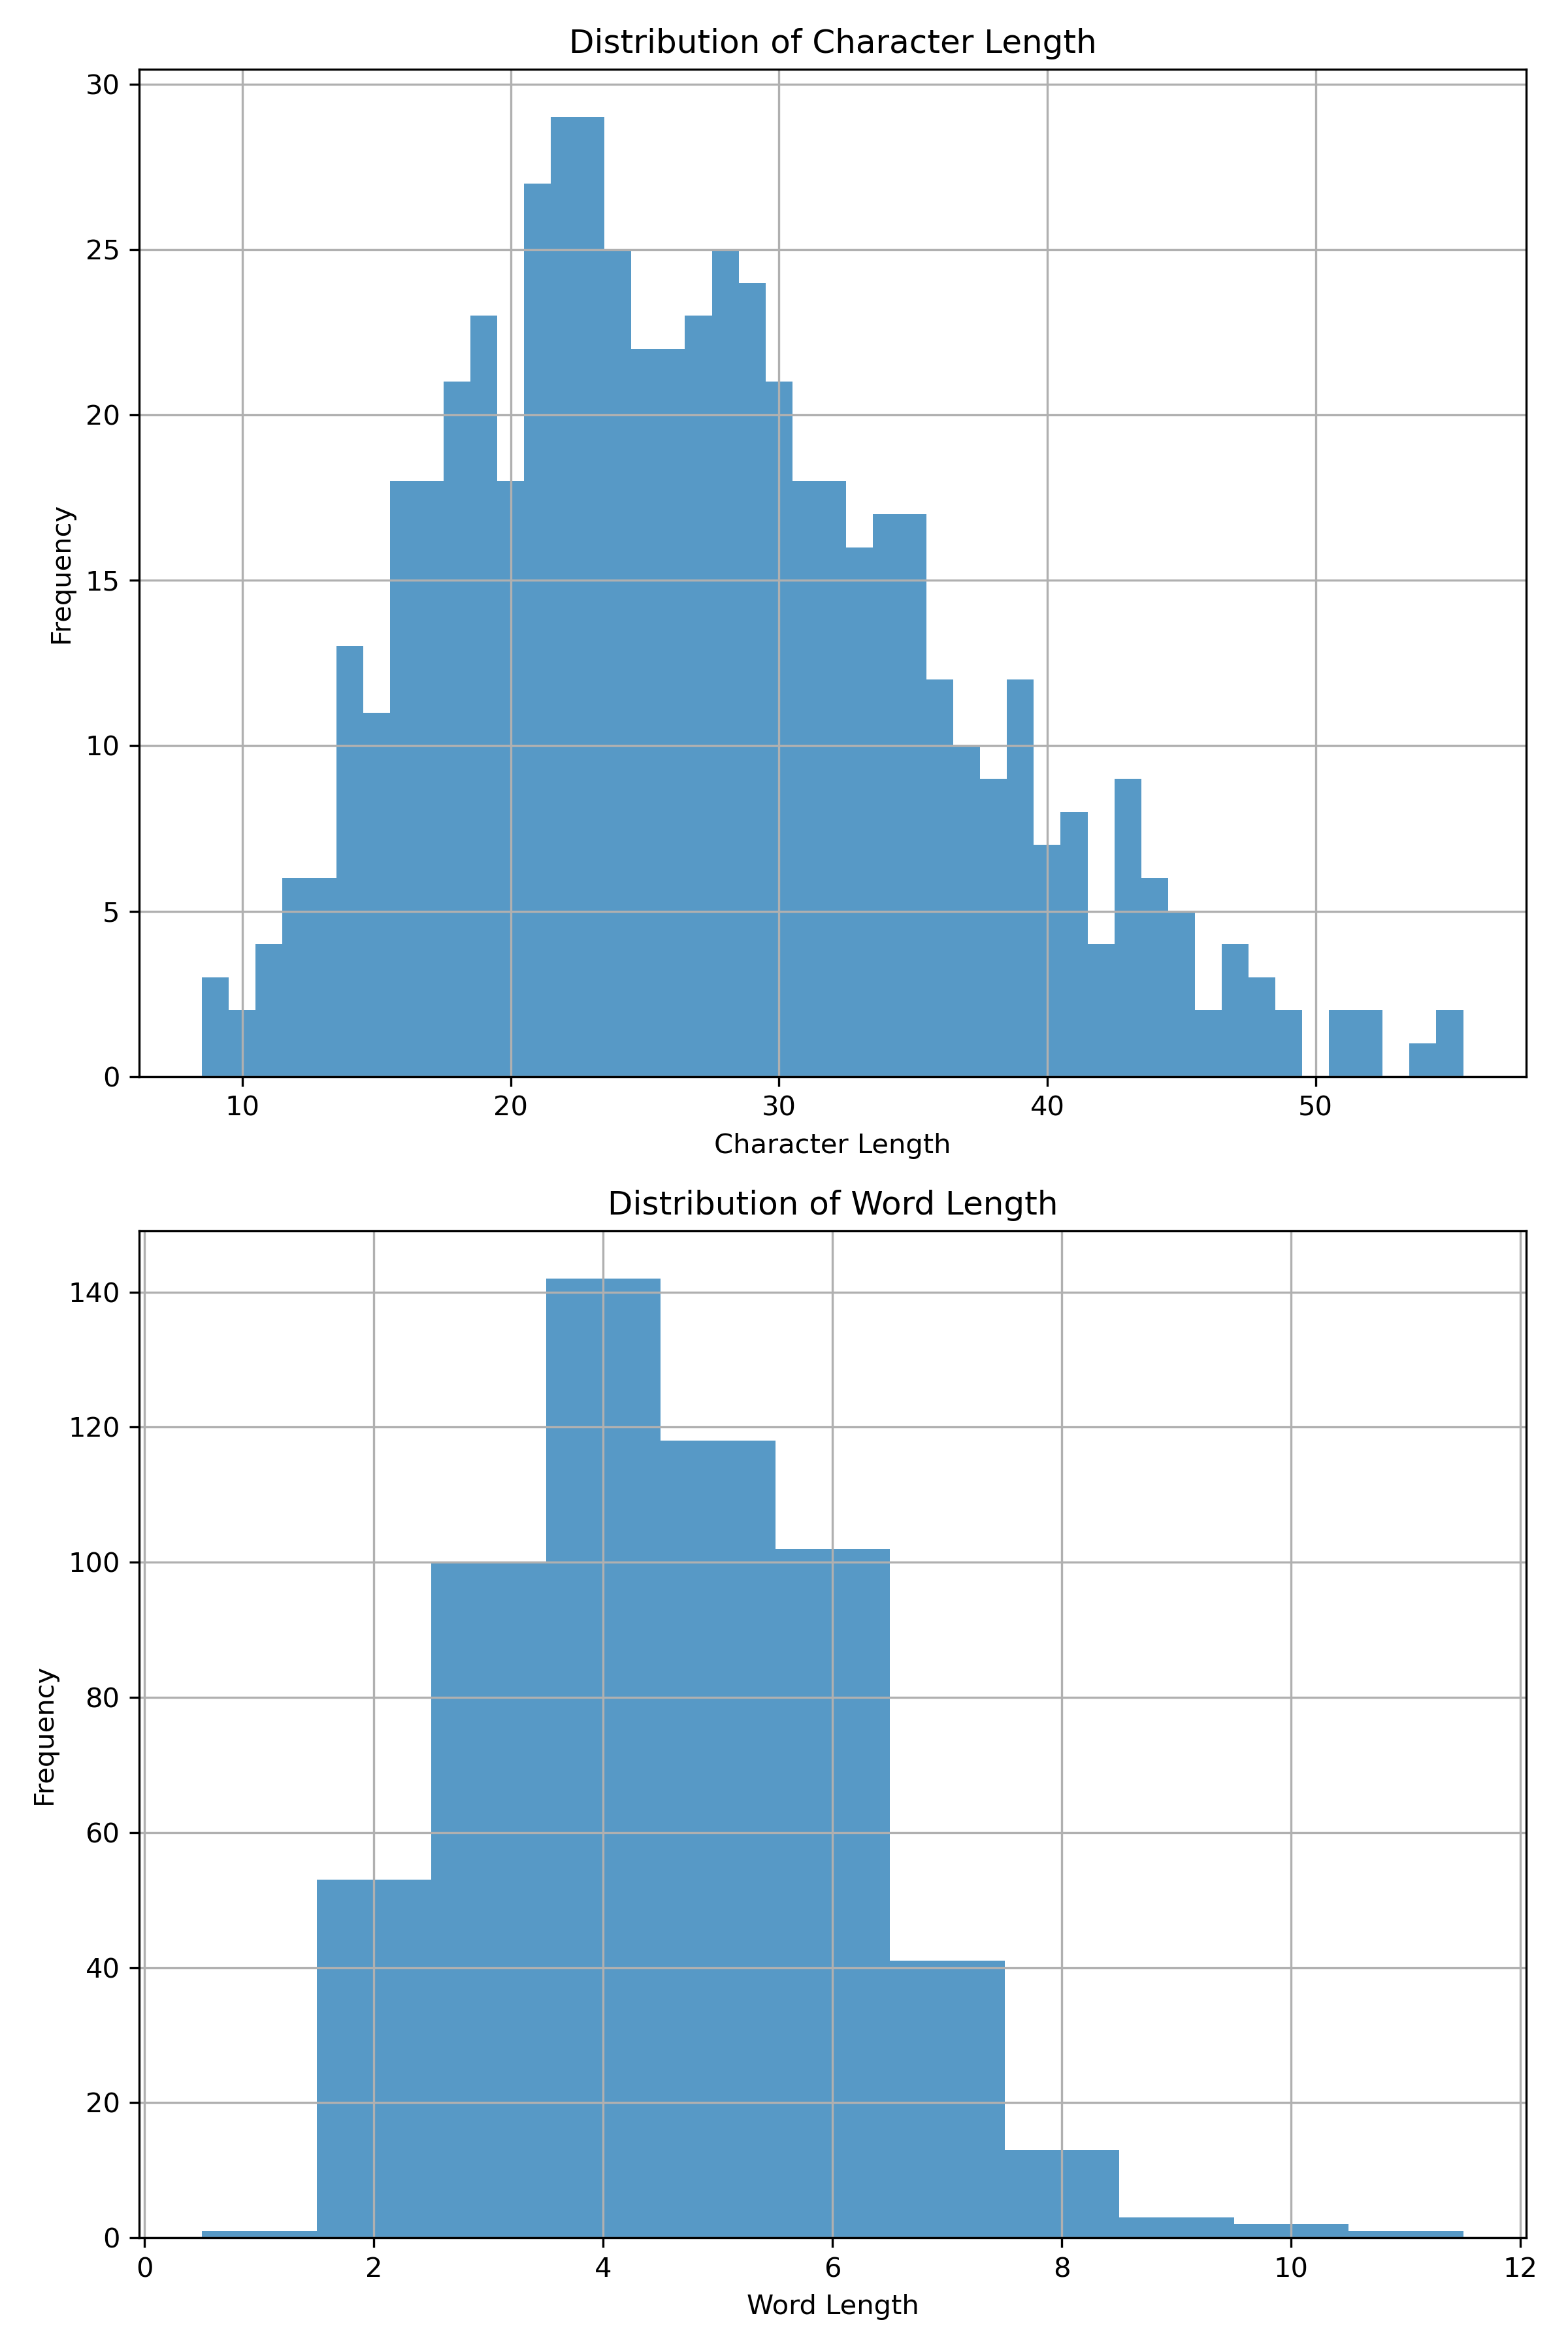 Distribution of Character Length
30
25
20
15
10
5
0
Frequency
10 20 30 40 50
Character Length
Distribution of Word Length
140
120
100
80
60
40
20
0
Frequency
0 2 4 6 8 10 12
Word Length